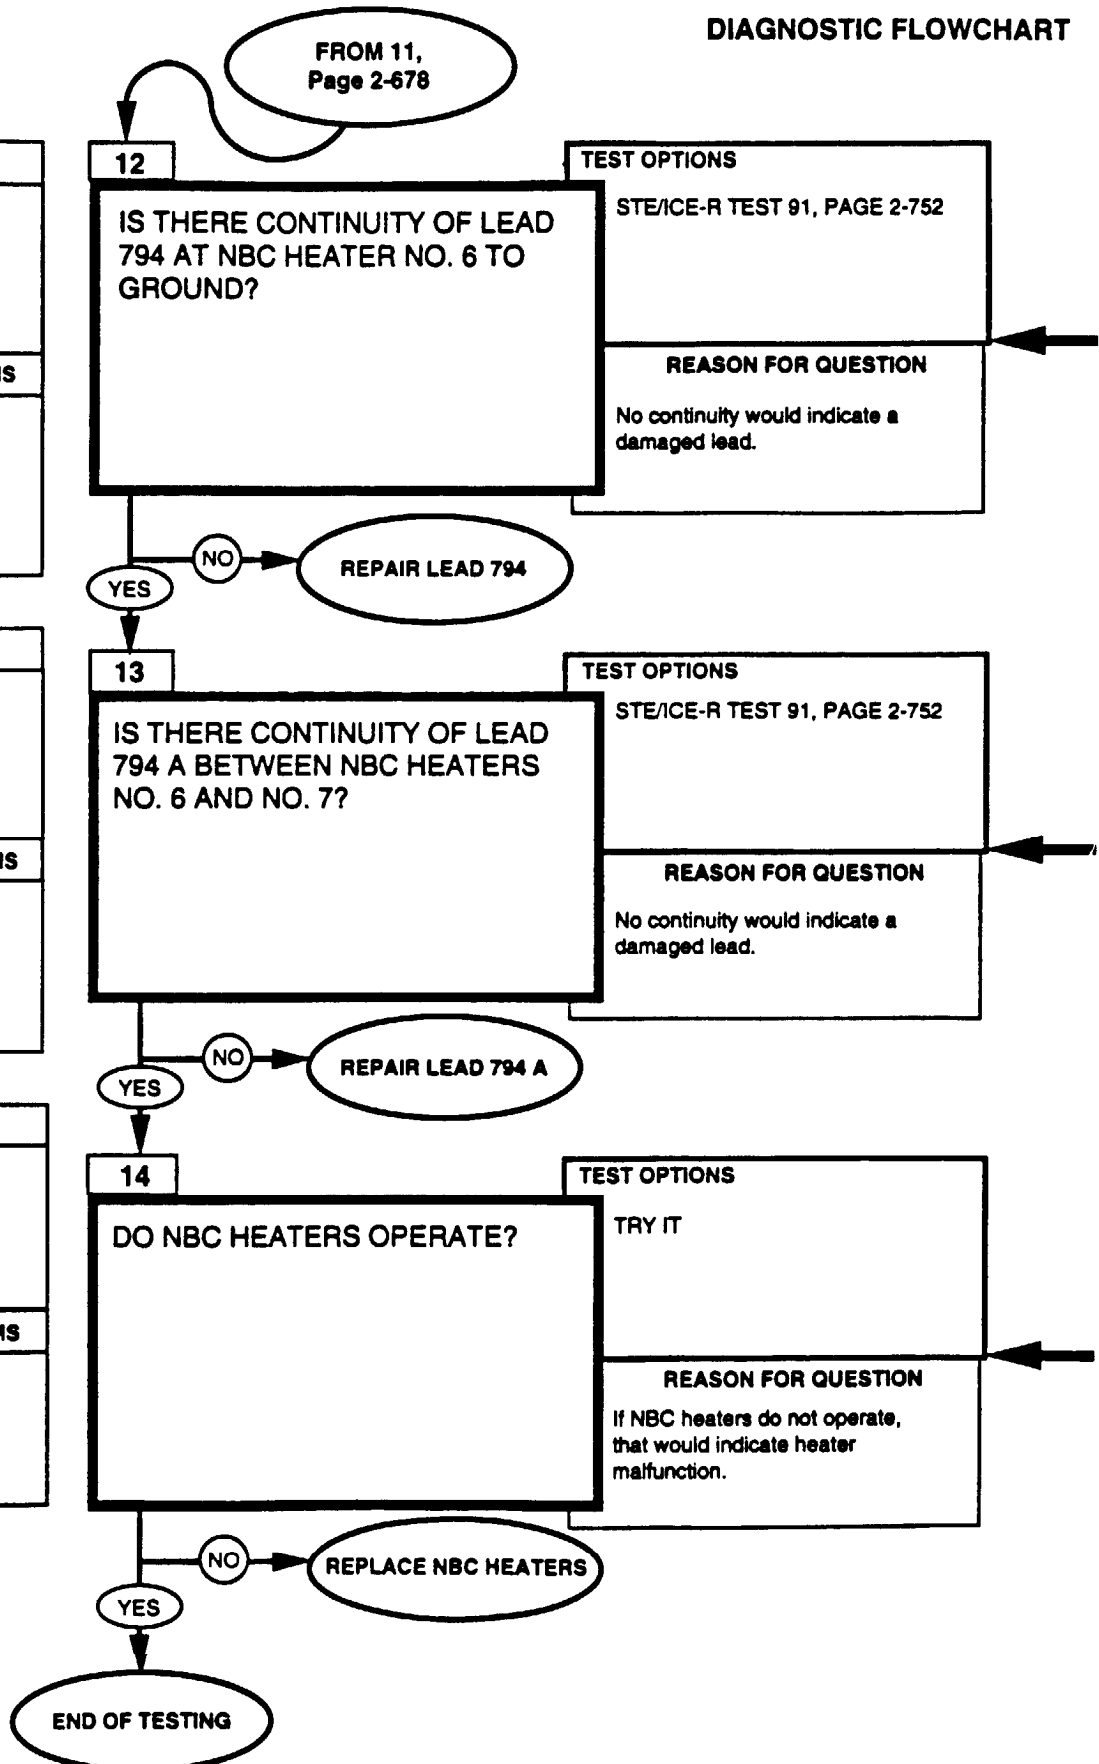 DIAGNOSTIC FLOWCHART
FROM 11,
Page 2-678
12
IS THERE CONTINUITY OF LEAD
794 AT NBC HEATER NO. 6 TO
GROUND?
TEST OPTIONS
STE/ICE-R TEST 91, PAGE 2-752
REASON FOR QUESTION
No continuity would indicate a
damaged lead.
NO
REPAIR LEAD 794
YES
13
IS THERE CONTINUITY OF LEAD
794 A BETWEEN NBC HEATERS
NO. 6 AND NO. 7?
TEST OPTIONS
STE/ICE-R TEST 91, PAGE 2-752
REASON FOR QUESTION
No continuity would indicate a
damaged lead.
NO
REPAIR LEAD 794 A
YES
14
DO NBC HEATERS OPERATE?
TEST OPTIONS
TRY IT
REASON FOR QUESTION
If NBC heaters do not operate,
that would indicate heater
malfunction.
NO
REPLACE NBC HEATERS
YES
END OF TESTING